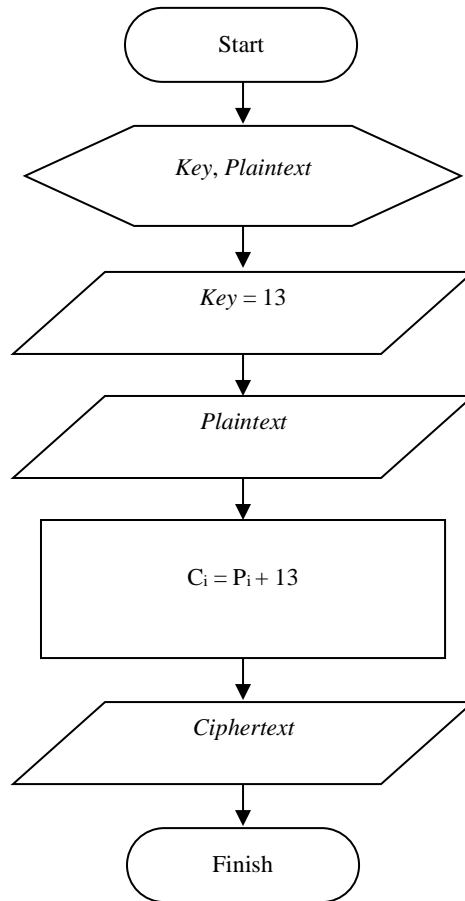 Start
Key, Plaintext
Key = 13
Plaintext
Cᵢ = Pᵢ + 13
Ciphertext
Finish